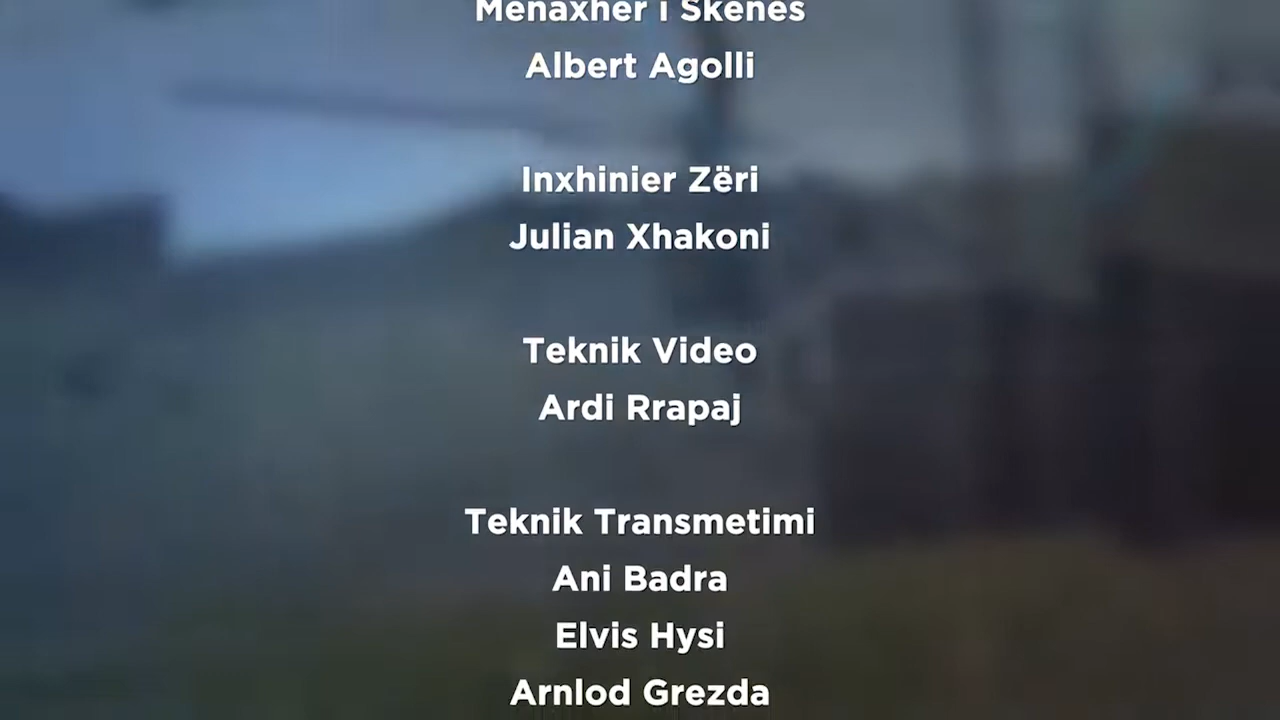 Menaxher i Skenës
Albert Agolli
Inxhinier Zëri
Julian Xhakoni
Teknik Video
Ardi Rrapaj
Teknik Transmetimi
Ani Badra
Elvis Hysi
Arnlod Grezda